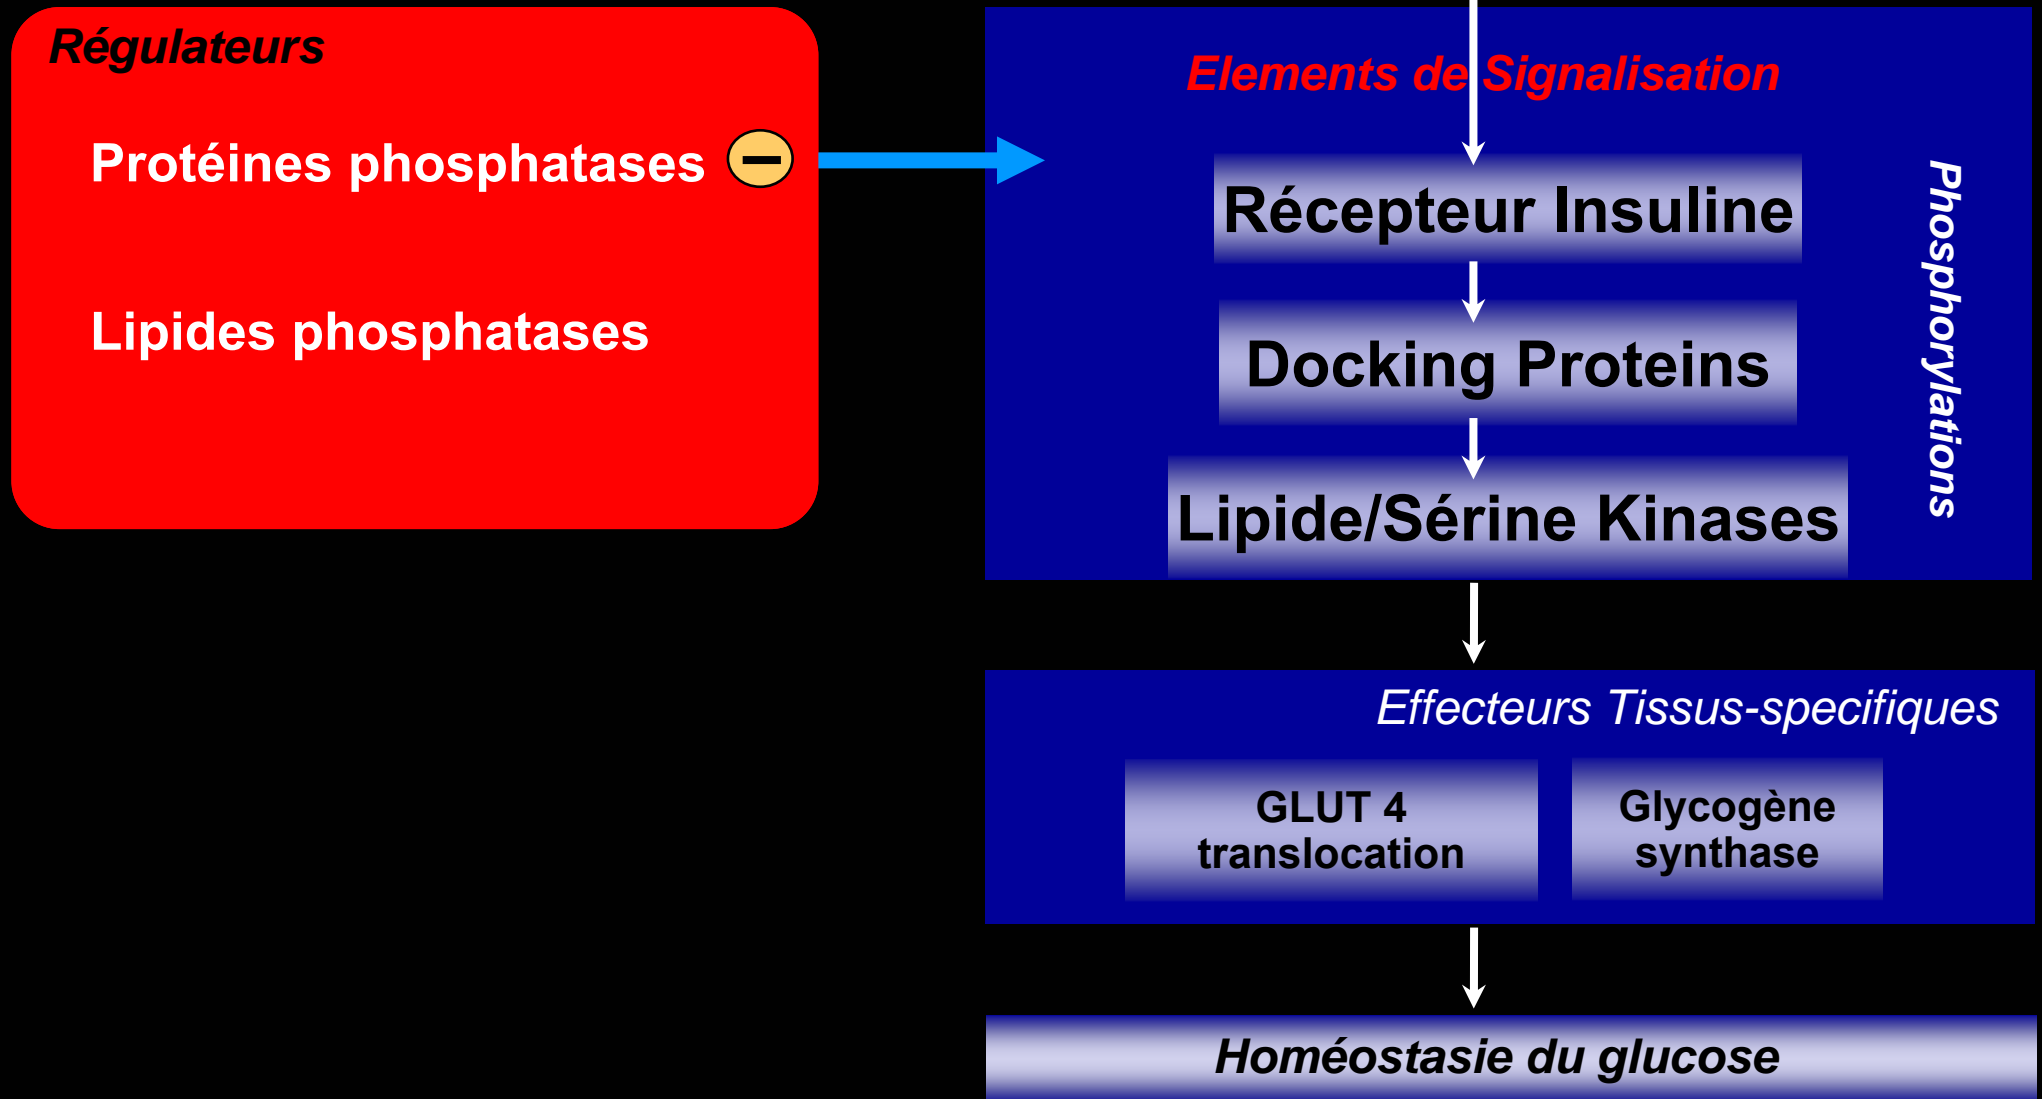 Régulateurs
Protéines phosphatases −
Lipides phosphatases
Elements de Signalisation
Récepteur Insuline
Docking Proteins
Lipide/Sérine Kinases
Phosphorylations
Effecteurs Tissus-specifiques
GLUT 4
translocation
Glycogène
synthase
Homéostasie du glucose